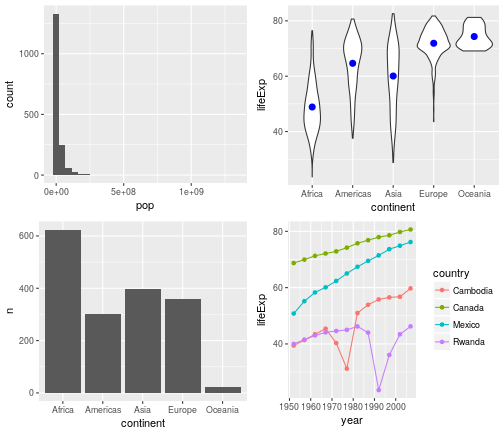 count
1000
500
0
0e+00 5e+08 1e+09
pop
lifeExp
80
60
40
Africa Americas Asia Europe Oceania
continent
n
600
400
200
0
Africa Americas Asia Europe Oceania
continent
lifeExp
80
60
40
1950 1960 1970 1980 1990 2000
year
country
Cambodia
Canada
Mexico
Rwanda